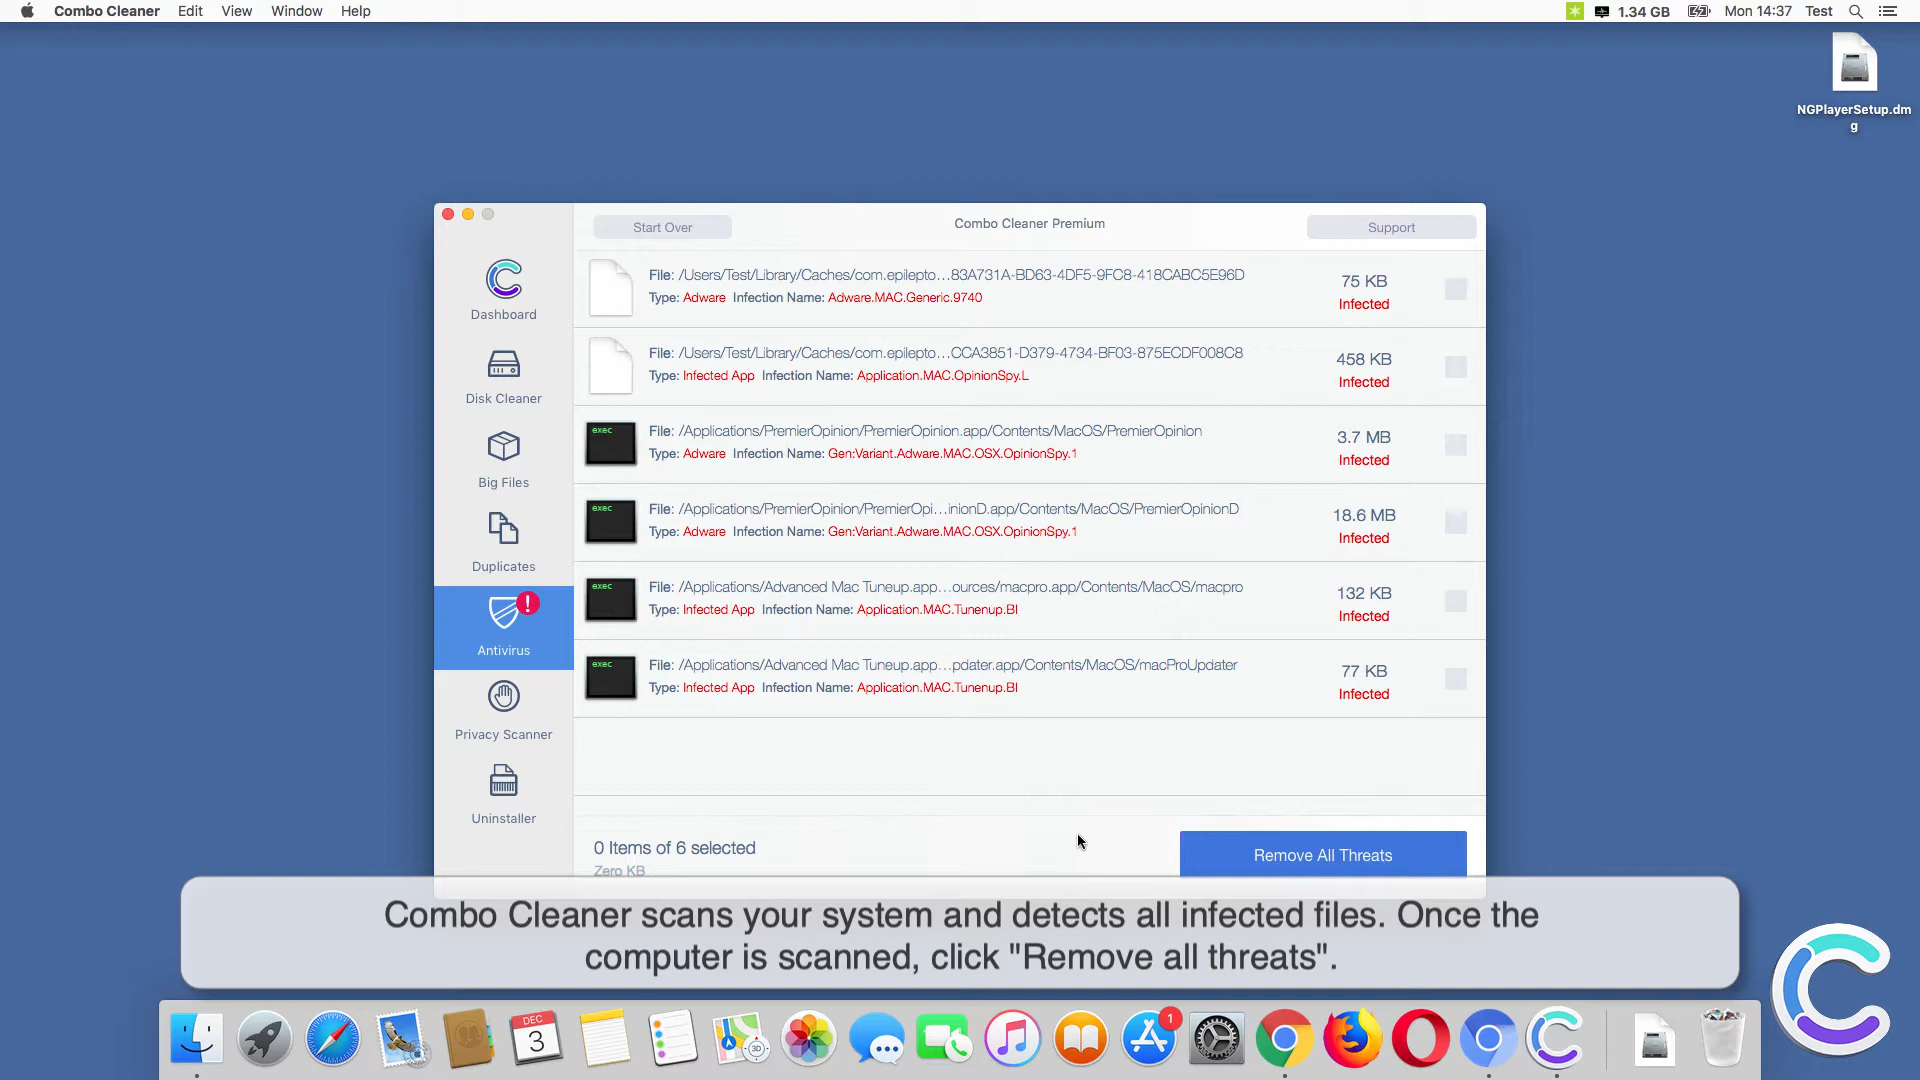 Combo Cleaner Edit View Window Help 1.34 GB Mon 14:37 Test
NGPlayerSetup.dm
g
Start Over Combo Cleaner Premium Support
Dashboard
Disk Cleaner
Big Files
Duplicates
Antivirus
!
Privacy Scanner
Uninstaller
File: /Users/Test/Library/Caches/com.epilepto...83A731A-BD63-4DF5-9FC8-418CABC5E96D 75 KB
Type: Adware Infection Name: Adware.MAC.Generic.9740 Infected
File: /Users/Test/Library/Caches/com.epilepto...CCA3851-D379-4734-BF03-875ECDF008C8 458 KB
Type: Infected App Infection Name: Application.MAC.OpinionSpy.L Infected
exec
File: /Applications/PremierOpinion/PremierOpinion.app/Contents/MacOS/PremierOpinion 3.7 MB
Type: Adware Infection Name: Gen:Variant.Adware.MAC.OSX.OpinionSpy.1 Infected
exec
File: /Applications/PremierOpinion/PremierOpi...inionD.app/Contents/MacOS/PremierOpinionD 18.6 MB
Type: Adware Infection Name: Gen:Variant.Adware.MAC.OSX.OpinionSpy.1 Infected
exec
File: /Applications/Advanced Mac Tuneup.app...ources/macpro.app/Contents/MacOS/macpro 132 KB
Type: Infected App Infection Name: Application.MAC.Tunenup.BI Infected
exec
File: /Applications/Advanced Mac Tuneup.app...pdater.app/Contents/MacOS/macProUpdater 77 KB
Type: Infected App Infection Name: Application.MAC.Tunenup.BI Infected
0 Items of 6 selected
Zero KB
Remove All Threats
Combo Cleaner scans your system and detects all infected files. Once the
computer is scanned, click "Remove all threats".
DEC
3
3D
1